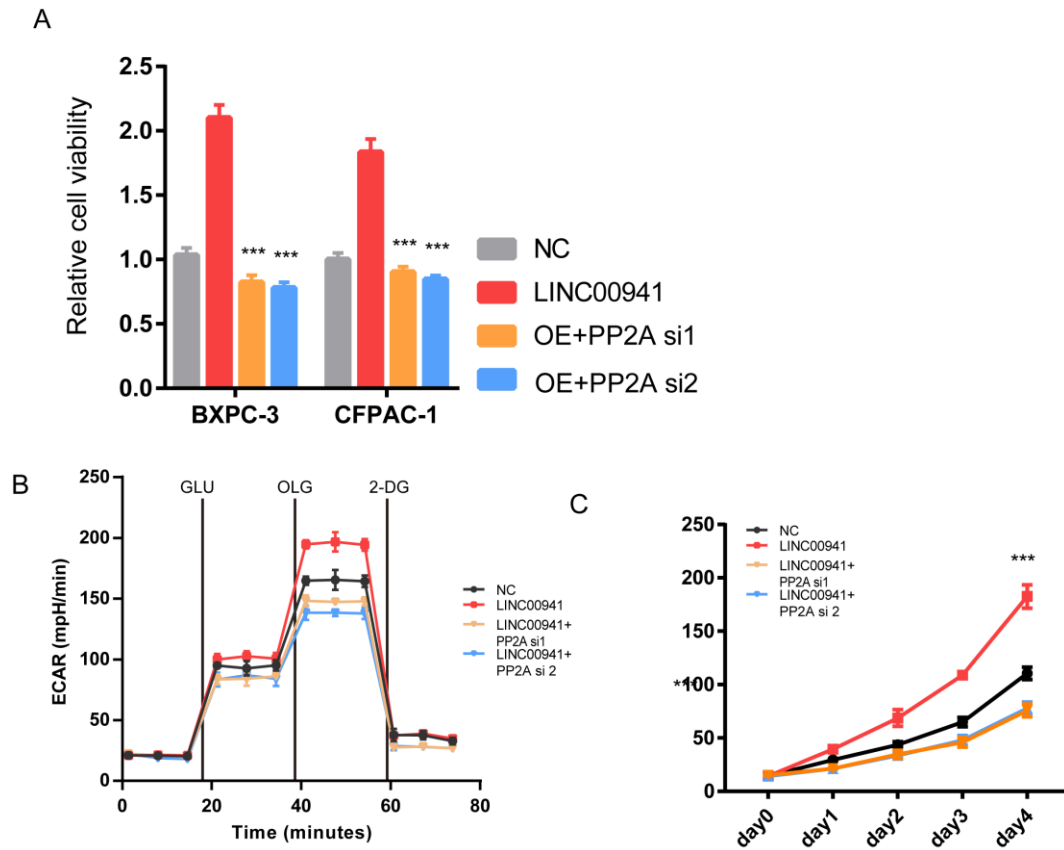 A
Relative cell viability
2.5
2.0
1.5
1.0
0.5
0.0
*** ***
*** ***
BXPC-3 CFPAC-1
NC
LINC00941
OE+PP2A si1
OE+PP2A si2
B
ECAR (mpH/min)
250
200
150
100
50
0
GLU OLG 2-DG
0 20 40 60 80
Time (minutes)
NC
LINC00941
LINC00941+
PP2A si1
LINC00941+
PP2A si 2
C
250
200
150
100
50
0
NC
LINC00941
LINC00941+
PP2A si1
LINC00941+
PP2A si 2
***
day0 day1 day2 day3 day4